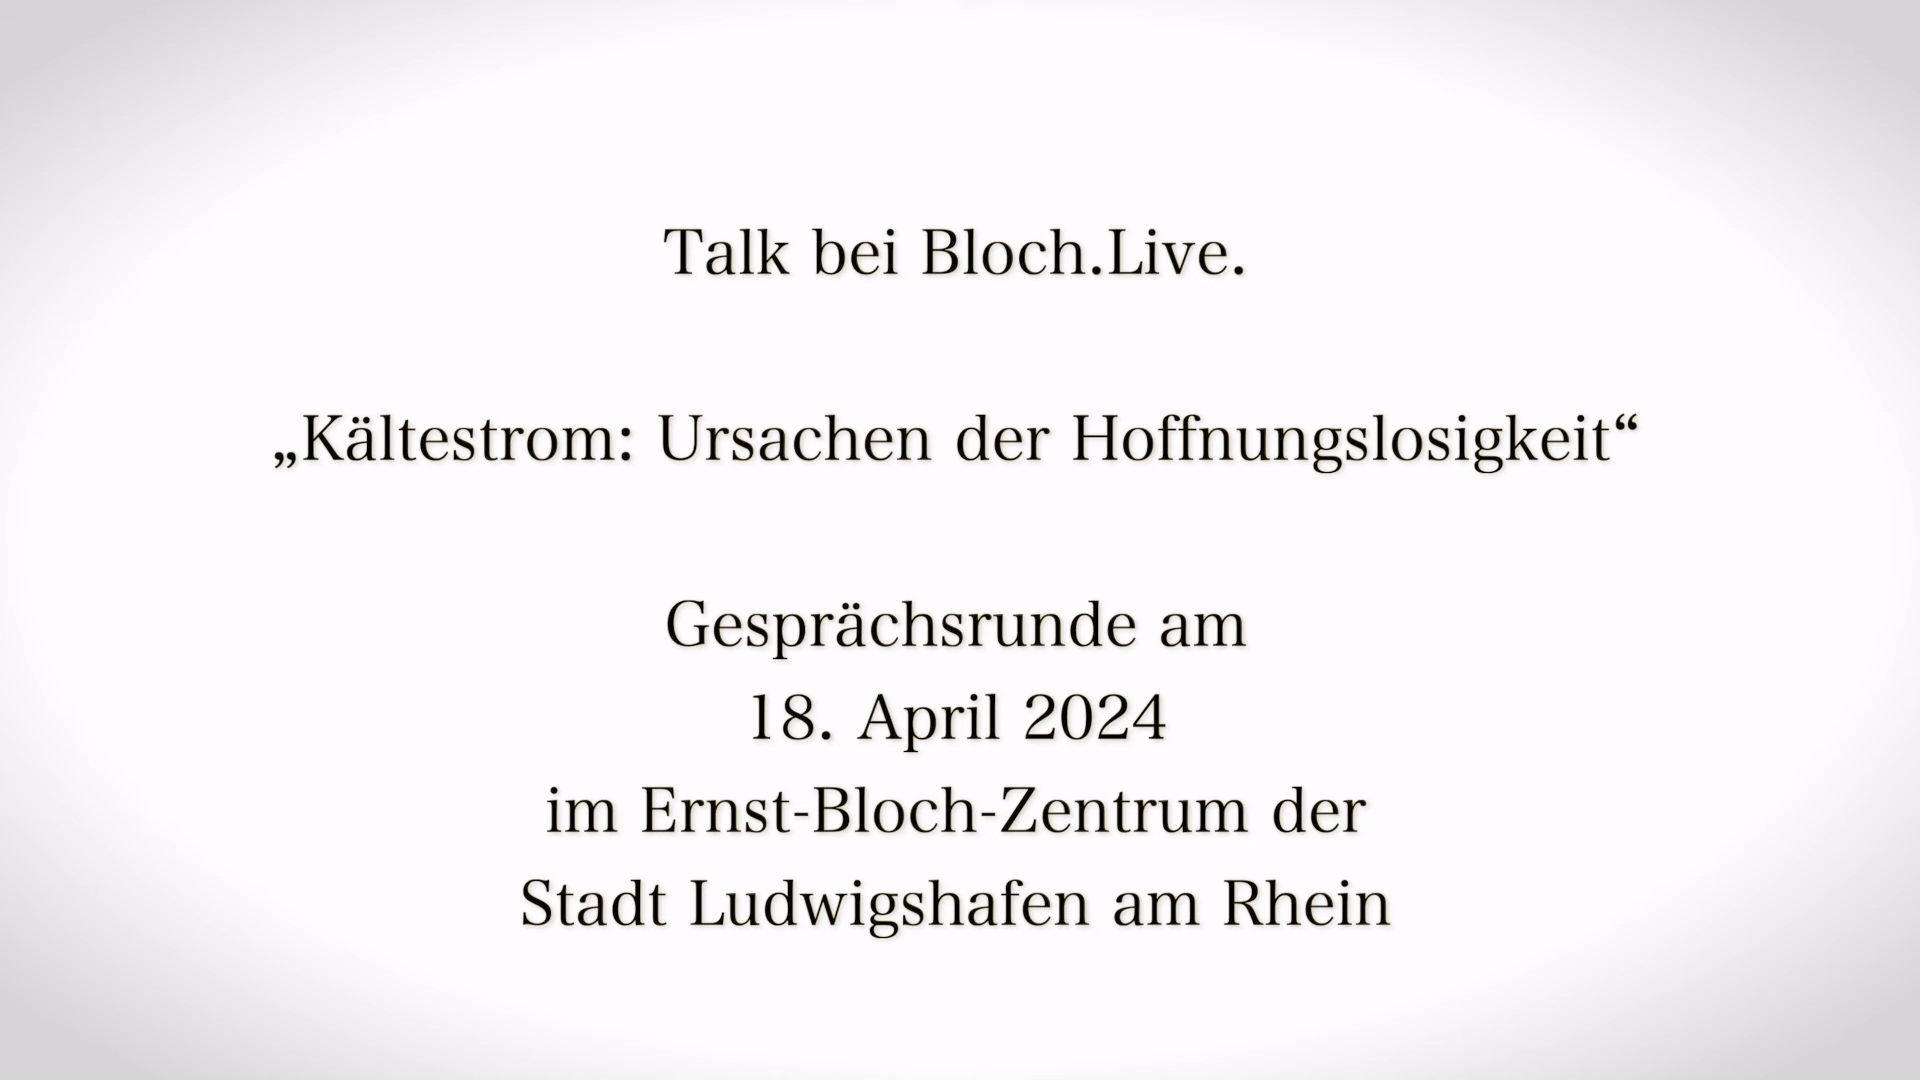 Talk bei Bloch.Live.
„Kältestrom: Ursachen der Hoffnungslosigkeit“
Gesprächsrunde am
18. April 2024
im Ernst-Bloch-Zentrum der
Stadt Ludwigshafen am Rhein